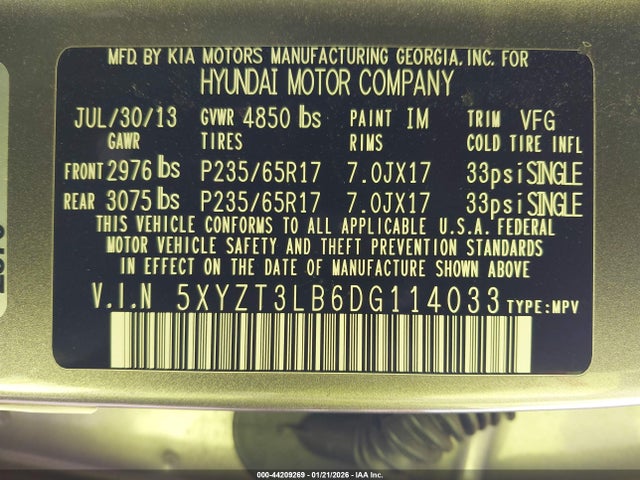 MFD. BY KIA MOTORS MANUFACTURING GEORGIA, INC. FOR
HYUNDAI MOTOR COMPANY
JUL/30/13 GVWR 4850 lbs PAINT IM TRIM VFG
GAWR TIRES RIMS COLD TIRE INFL
FRONT 2976 lbs P235/65R17 7.0JX17 33psi SINGLE
REAR 3075 lbs P235/65R17 7.0JX17 33psi SINGLE
THIS VEHICLE CONFORMS TO ALL APPLICABLE U.S.A. FEDERAL
MOTOR VEHICLE SAFETY AND THEFT PREVENTION STANDARDS
IN EFFECT ON THE DATE OF MANUFACTURE SHOWN ABOVE
V.I.N 5XYZT3LB6DG114033 TYPE:MPV
000-44209269 - 01/21/2026 - IAA Inc.